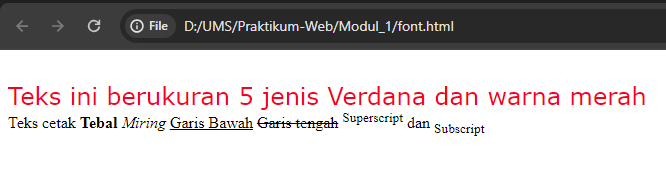 File D:/UMS/Praktikum-Web/Modul_1/font.html
Teks ini berukuran 5 jenis Verdana dan warna merah
Teks cetak Tebal Miring Garis Bawah Garis tengah Superscript dan Subscript